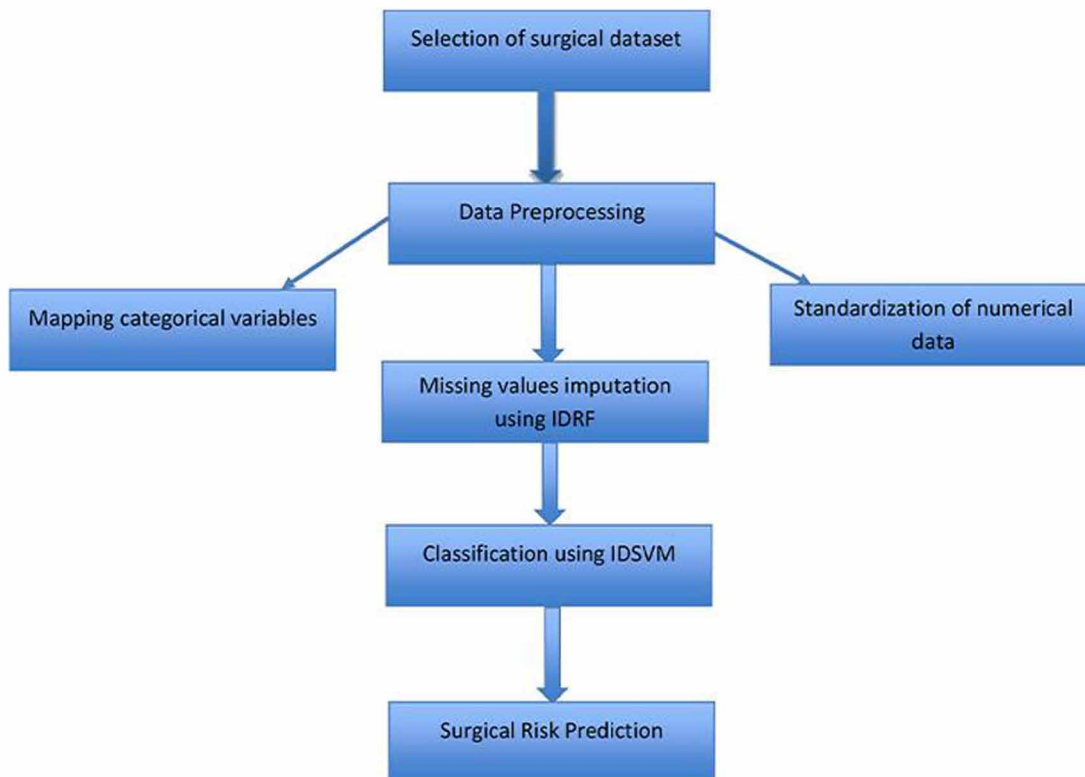 Selection of surgical dataset
Data Preprocessing
Mapping categorical variables
Standardization of numerical
data
Missing values imputation
using IDRF
Classification using IDSVM
Surgical Risk Prediction